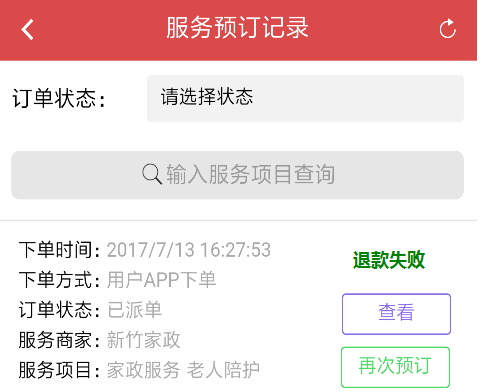 服务预订记录
订单状态：
请选择状态
输入服务项目查询
下单时间：2017/7/13 16:27:53
下单方式：用户APP下单
订单状态：已派单
服务商家：新竹家政
服务项目：家政服务 老人陪护
退款失败
查看
再次预订